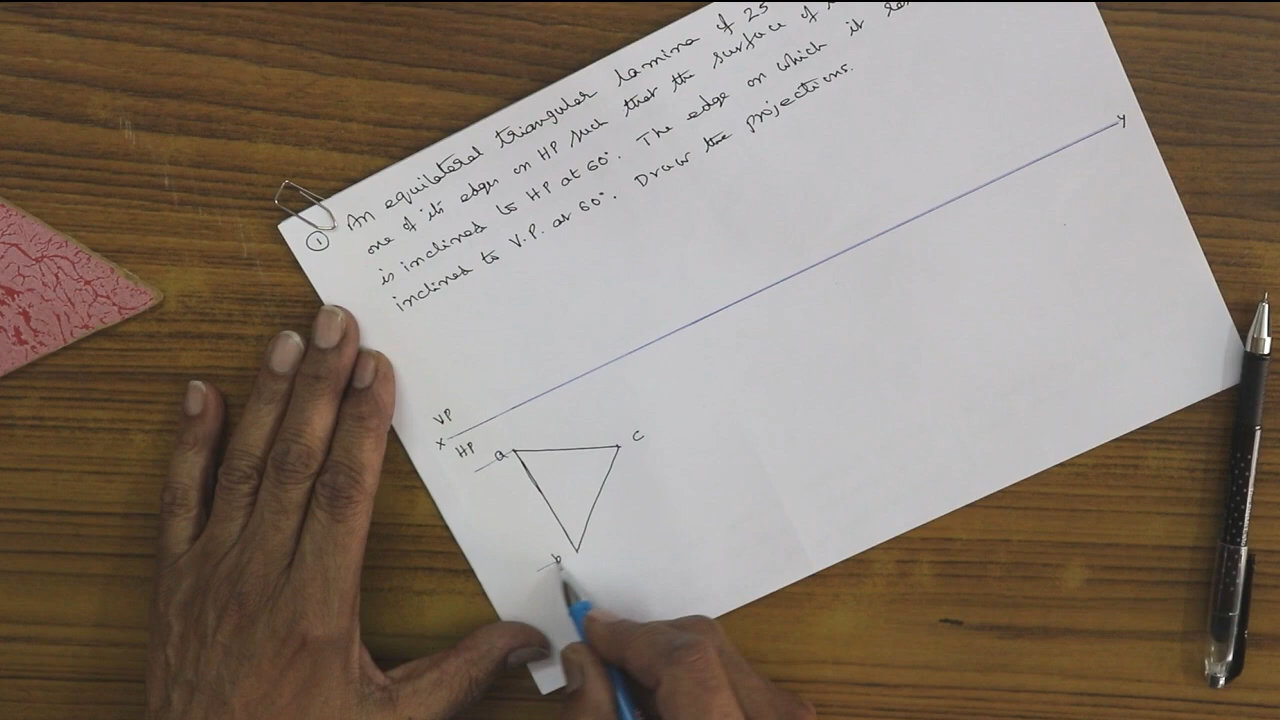 ① An equilateral triangular lamina of 25
one of its edges on HP such that the surface of
is inclined to HP at 60°. The edge on which it
inclined to V.P. at 60°. Draw the projections.
Y
VP
X
HP
a
c
b